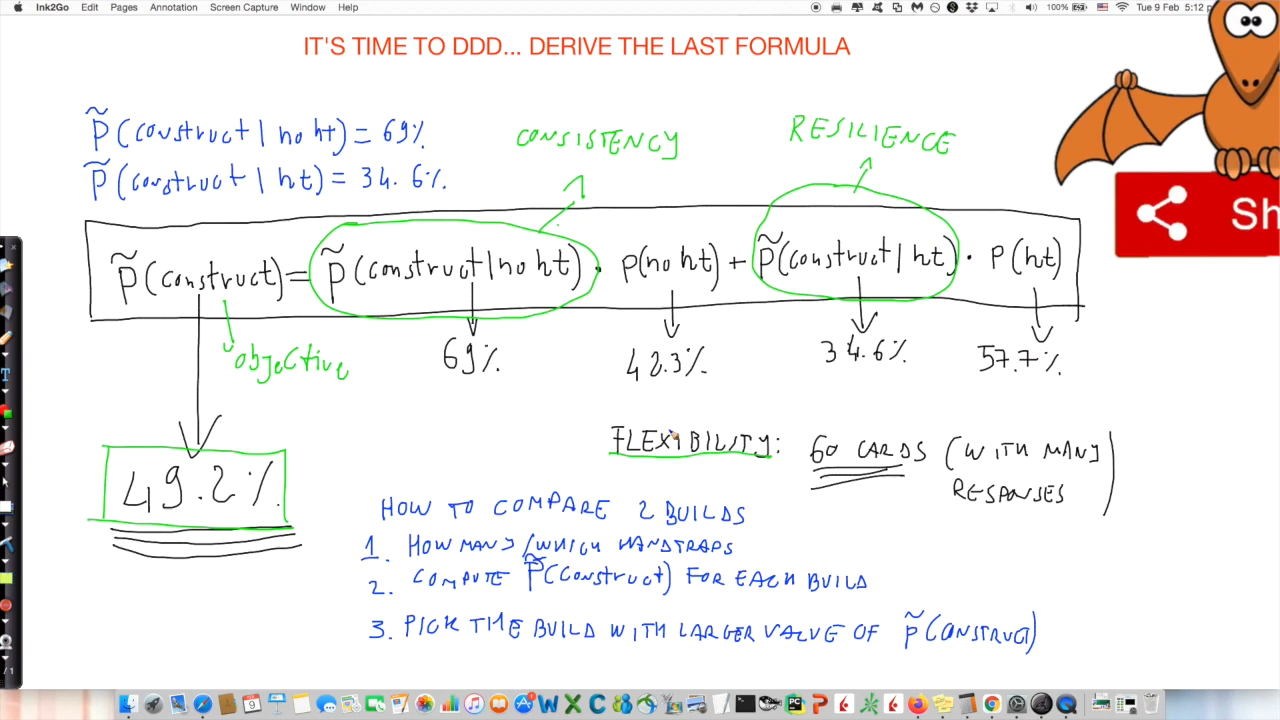 Ink2Go Edit Pages Annotation Screen Capture Window Help 100% Tue 9 Feb 5:12 p
IT'S TIME TO DDD... DERIVE THE LAST FORMULA
P̃(construct | no ht) = 69%
P̃(construct | ht) = 34.6%
CONSISTENCY
RESILIENCE
Sh
P̃(construct) = P̃(construct | no ht) · P(no ht) + P̃(construct | ht) · P(ht)
objective
69%
42.3%
34.6%
57.7%
49.2%
FLEXIBILITY: 60 CARDS (WITH MANY
RESPONSES)
HOW TO COMPARE 2 BUILDS
1. HOW MANY/WHICH HANDTRAPS
2. COMPUTE P̃(construct) FOR EACH BUILD
3. PICK THE BUILD WITH LARGER VALUE OF P̃(CONSTRUCT)